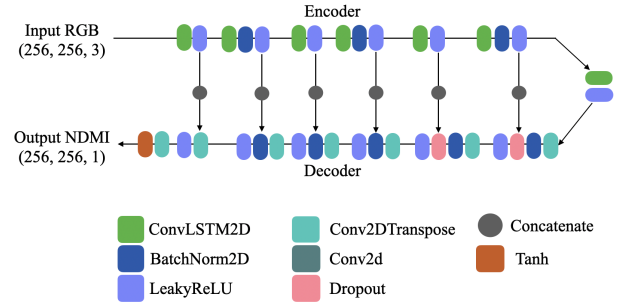 Encoder
Input RGB
(256, 256, 3)
Output NDMI
(256, 256, 1)
Decoder
ConvLSTM2D
Conv2DTranspose
Concatenate
BatchNorm2D
Conv2d
Tanh
LeakyReLU
Dropout